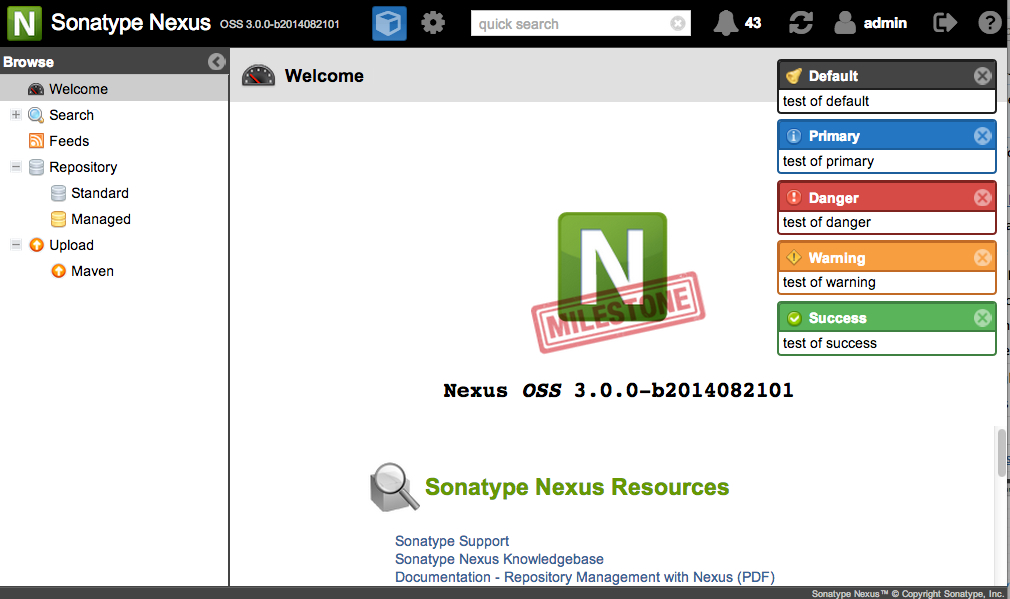 N Sonatype Nexus OSS 3.0.0-b2014082101 quick search 43 admin ?
Browse
Welcome
Search
Feeds
Repository
Standard
Managed
Upload
Maven
Welcome
Default
test of default
Primary
test of primary
Danger
test of danger
Warning
test of warning
Success
test of success
N
MILESTONE
Nexus OSS 3.0.0-b2014082101
Sonatype Nexus Resources
Sonatype Support
Sonatype Nexus Knowledgebase
Documentation - Repository Management with Nexus (PDF)
Sonatype Nexus™ © Copyright Sonatype, Inc.